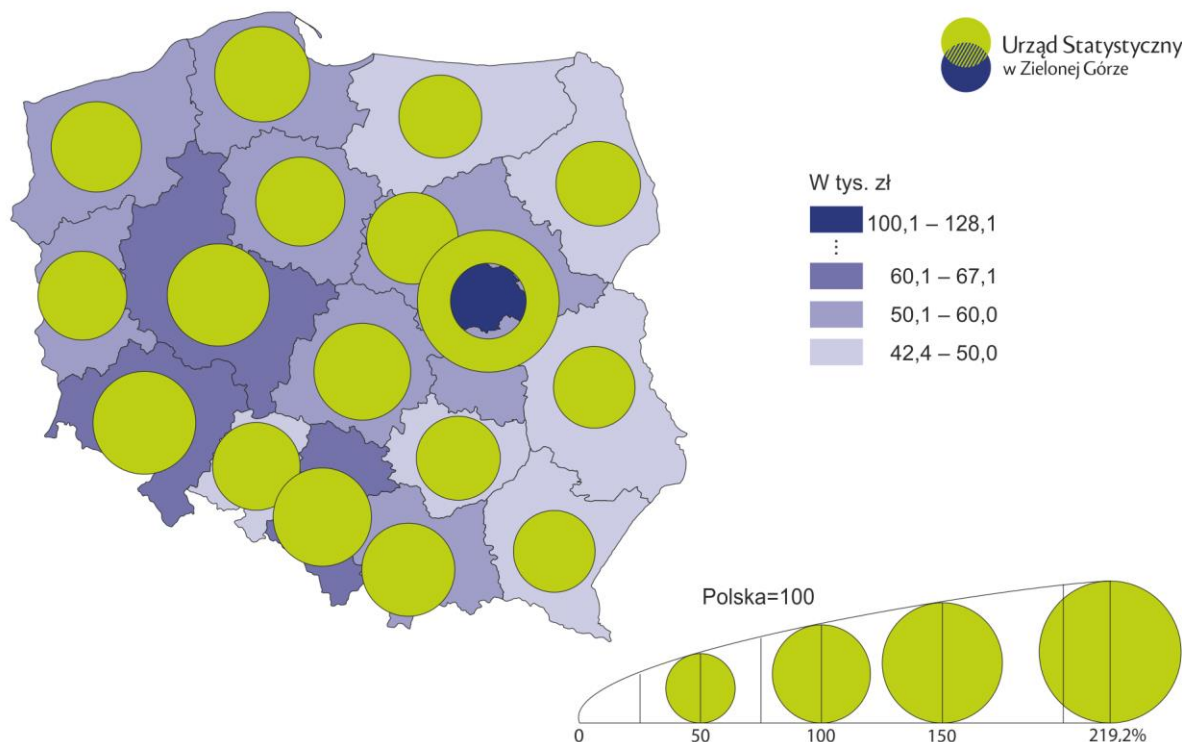 Urząd Statystyczny
w Zielonej Górze
W tys. zł
100,1 – 128,1
60,1 – 67,1
50,1 – 60,0
42,4 – 50,0
Polska=100
0 50 100 150 219,2%